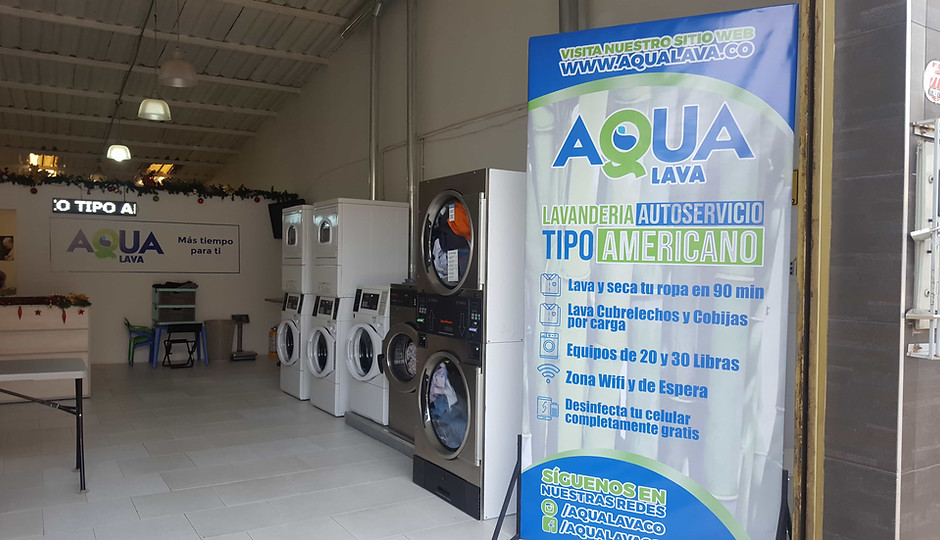 VISITA NUESTRO SITIO WEB
WWW.AQUALAVA.CO
AQUA
LAVA
LAVANDERIA AUTOSERVICIO
TIPO AMERICANO
Lava y seca tu ropa en 90 min
Lava Cubrelechos y Cobijas
por carga
Equipos de 20 y 30 Libras
Zona Wifi y de Espera
Desinfecta tu celular
completamente gratis
SÍGUENOS EN
NUESTRAS REDES
/AQUALAVACO
/AQUALAVACO
O TIPO A
AQUA
LAVA
Más tiempo
para ti